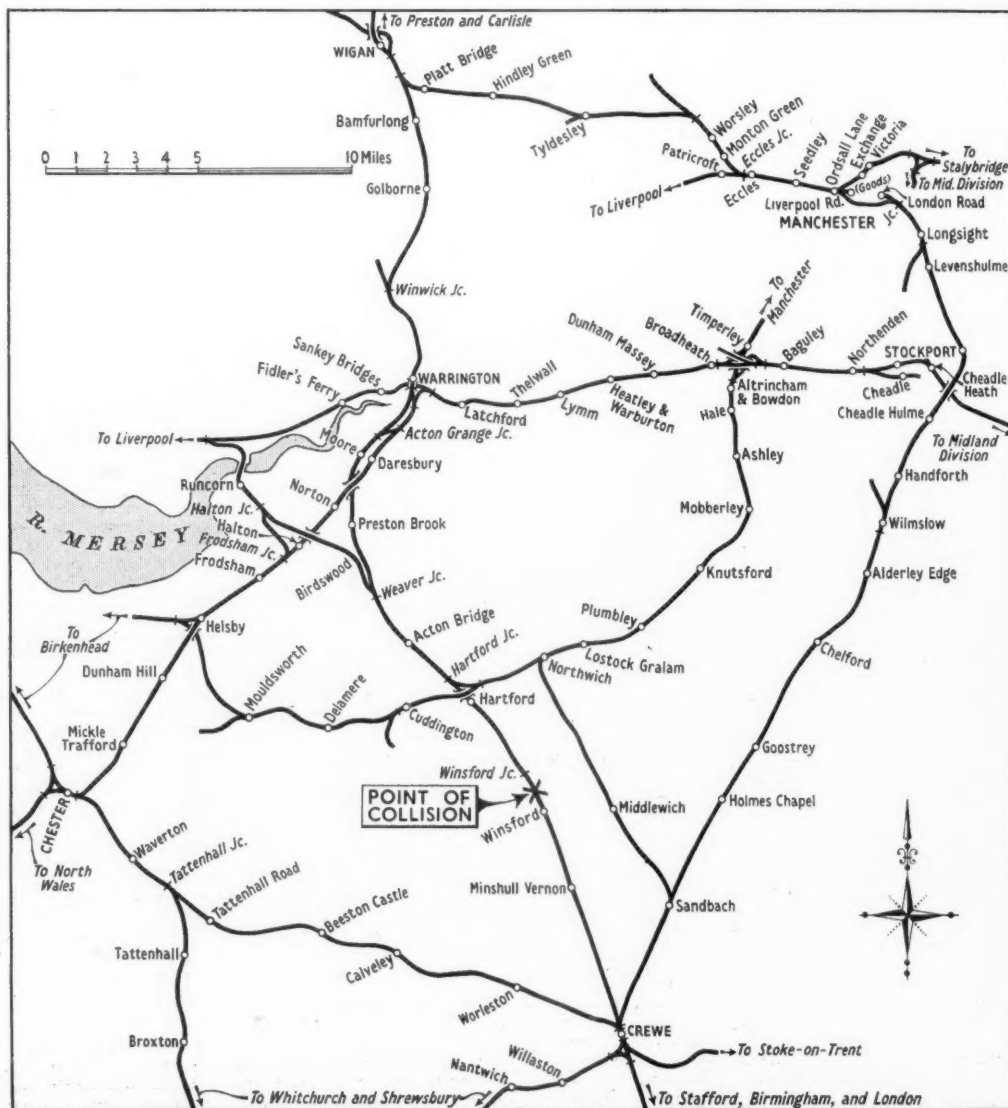 To Preston and Carlisle
WIGAN
Platt Bridge
Hindley Green
Bamfurlong
Tyldesley
Worsley
Monton Green
Eccles Jc.
Patricroft
Eccles
Seedley
Ordsall Lane
Exchange
Victoria
To
Stalybridge
To Mid. Division
(Goods)
Liverpool Rd.
Jc.
London Road
MANCHESTER
To Liverpool
0 1 2 3 4 5 10 Miles
Golborne
Longsight
Levenshulme
Winwick Jc.
To
Manchester
Timperley
Broadheath
Dunham Massey
Baguley
Northenden
STOCKPORT
Cheadle
Cheadle
Heath
Cheadle Hulme
Sankey Bridges
Fidler's Ferry
WARRINGTON
Latchford
Thelwall
Lymm
Heatley &
Warburton
Altrincham
& Bowdon
Hale
To Midland
Division
To Liverpool
Moore
Acton Grange Jc.
Daresbury
Ashley
Handforth
Runcorn
Norton
Halton Jc.
Halton
Frodsham Jc.
Frodsham
R. MERSEY
Preston Brook
Mobberley
Wilmslow
Birdswood
Weaver Jc.
Knutsford
Alderley Edge
To
Birkenhead
Helsby
Acton Bridge
Plumbley
Lostock Gralam
Chelford
Dunham Hill
Mouldsworth
Delamere
Cuddington
Hartford Jc.
Hartford
Northwich
Mickle
Trafford
Goostrey
Winsford Jc.
POINT OF
COLLISION
Winsford
Middlewich
Holmes Chapel
CHESTER
To North
Wales
Waverton
Tattenhall Jc.
Tattenhall Road
Minshull Vernon
Sandbach
Beeston Castle
Tattenhall
Calveley
Worleston
Broxton
CREWE
Willaston
Nantwich
To Stoke-on-Trent
To Whitchurch and Shrewsbury
To Stafford, Birmingham, and London